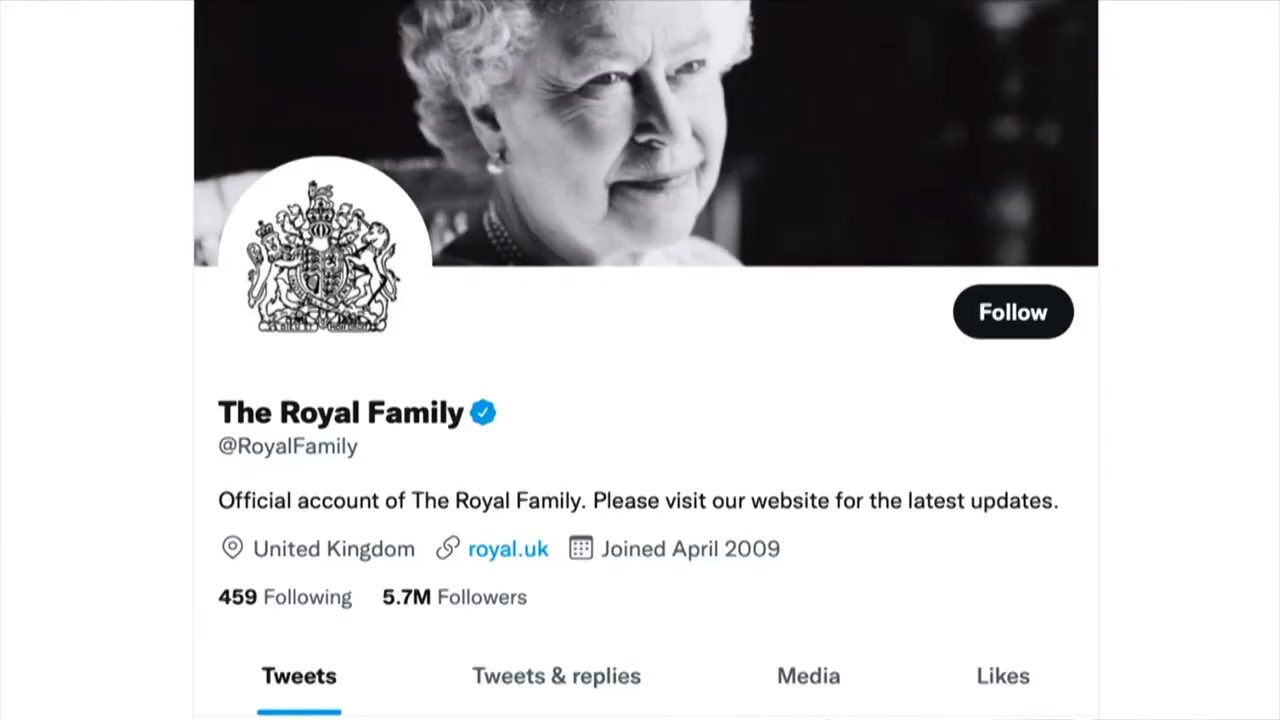 Follow
The Royal Family
@RoyalFamily
Official account of The Royal Family. Please visit our website for the latest updates.
United Kingdom royal.uk Joined April 2009
459 Following 5.7M Followers
Tweets Tweets & replies Media Likes